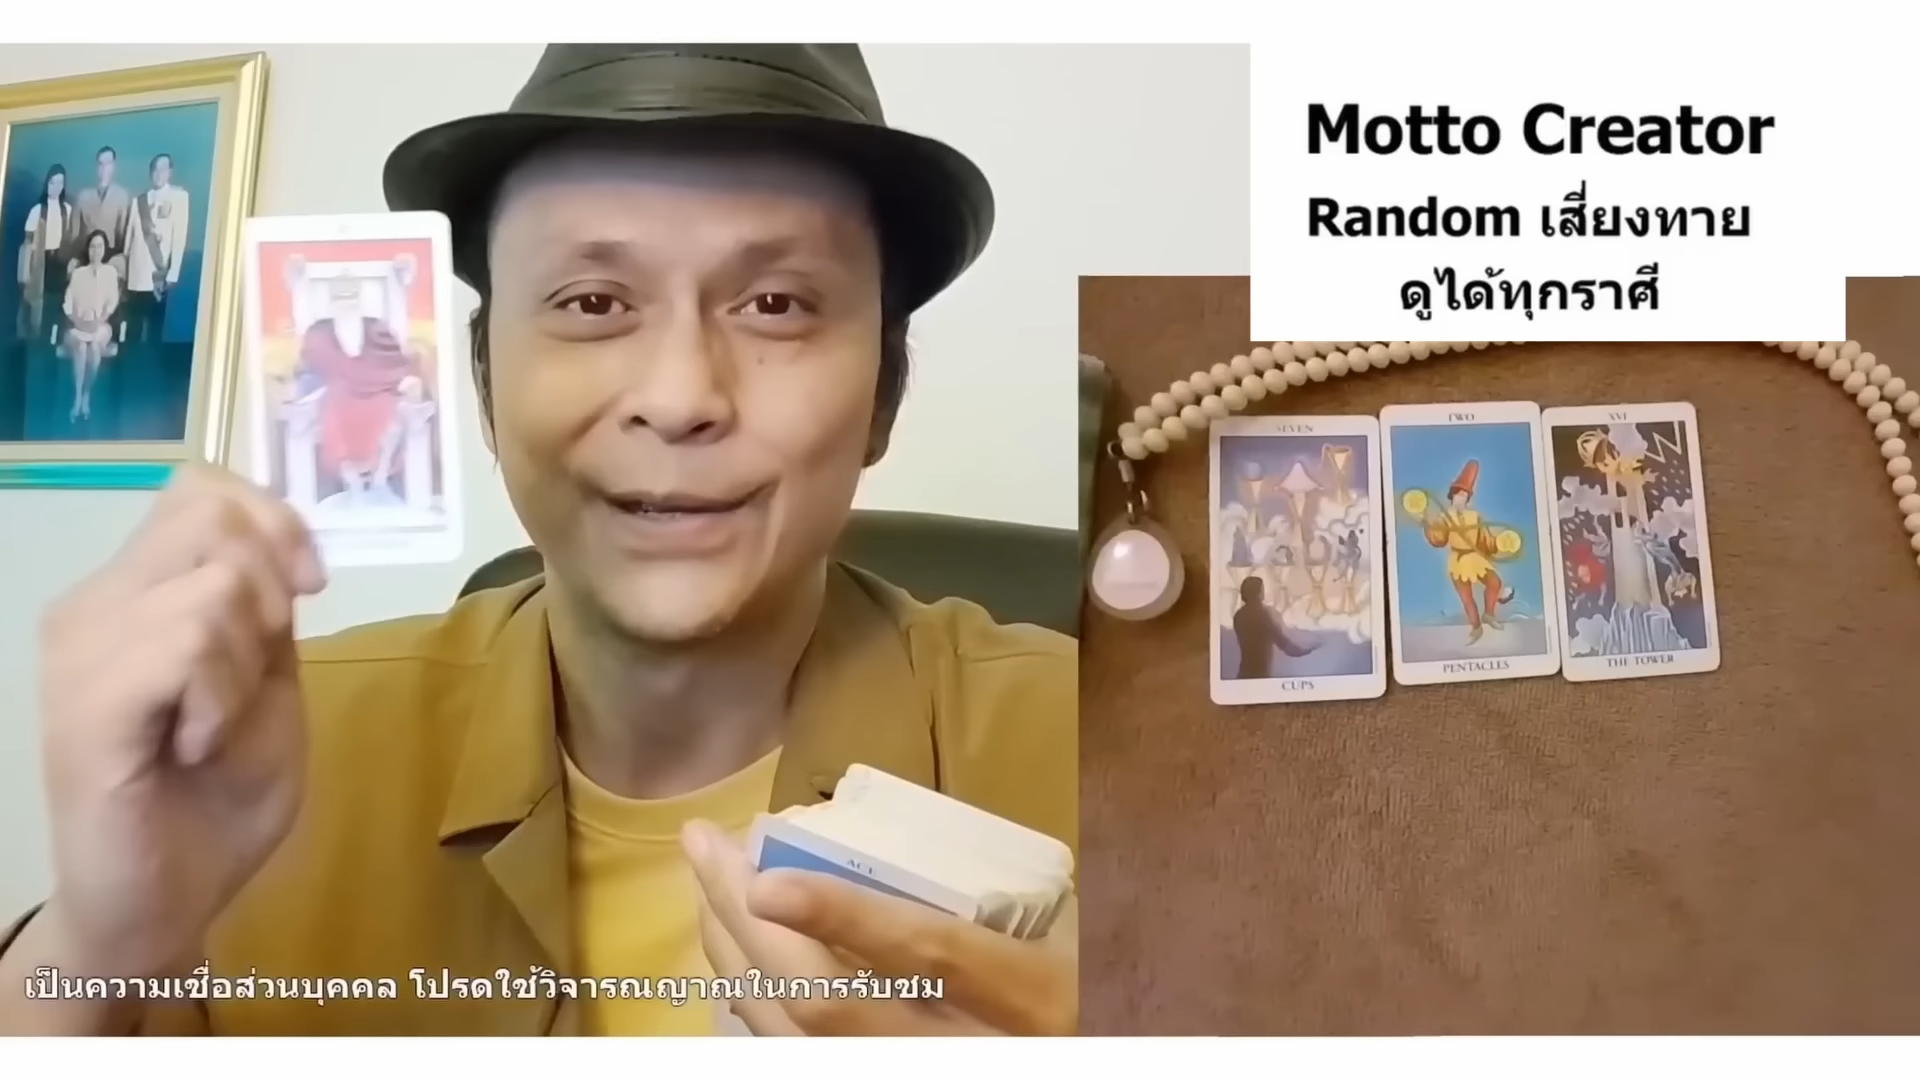 Motto Creator
Random เสี่ยงทาย
ดูได้ทุกราศี
SEVEN
CUPS
TWO
PENTACLES
XVI
THE TOWER
ACE
เป็นความเชื่อส่วนบุคคล โปรดใช้วิจารณญาณในการรับชม